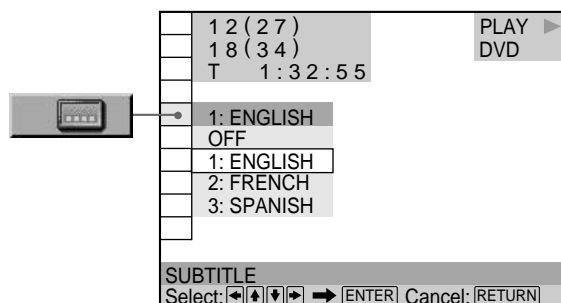 12(27)
18(34)
T 1:32:55
PLAY
DVD
1: ENGLISH
OFF
1: ENGLISH
2: FRENCH
3: SPANISH
SUBTITLE
Select: ENTER Cancel: RETURN